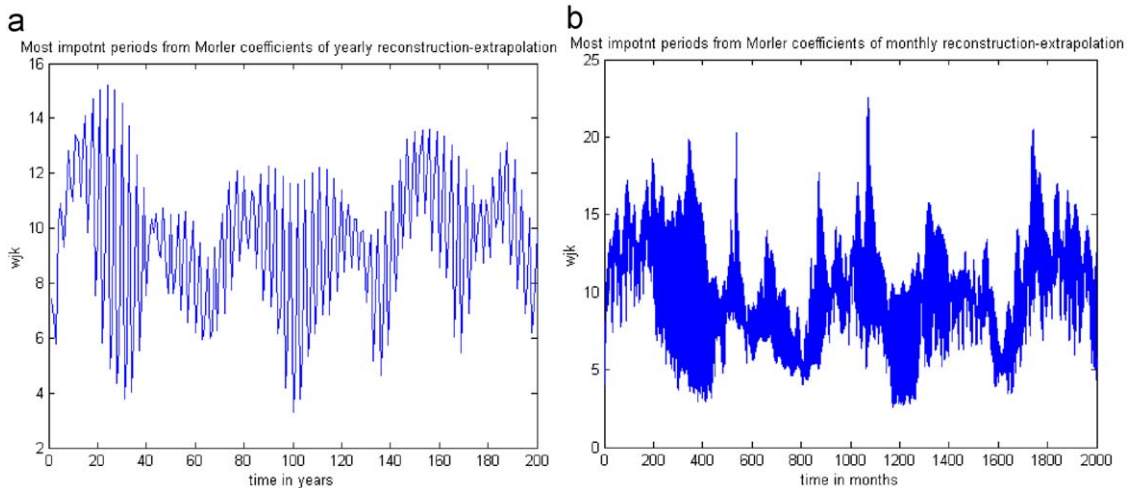 a
Most impotnt periods from Morler coefficients of yearly reconstruction-extrapolation
16
14
12
10
8
6
4
2
wjk
0 20 40 60 80 100 120 140 160 180 200
time in years
b
Most impotnt periods from Morler coefficients of monthly reconstruction-extrapolation
25
20
15
10
5
0
wjk
0 200 400 600 800 1000 1200 1400 1600 1800 2000
time in months